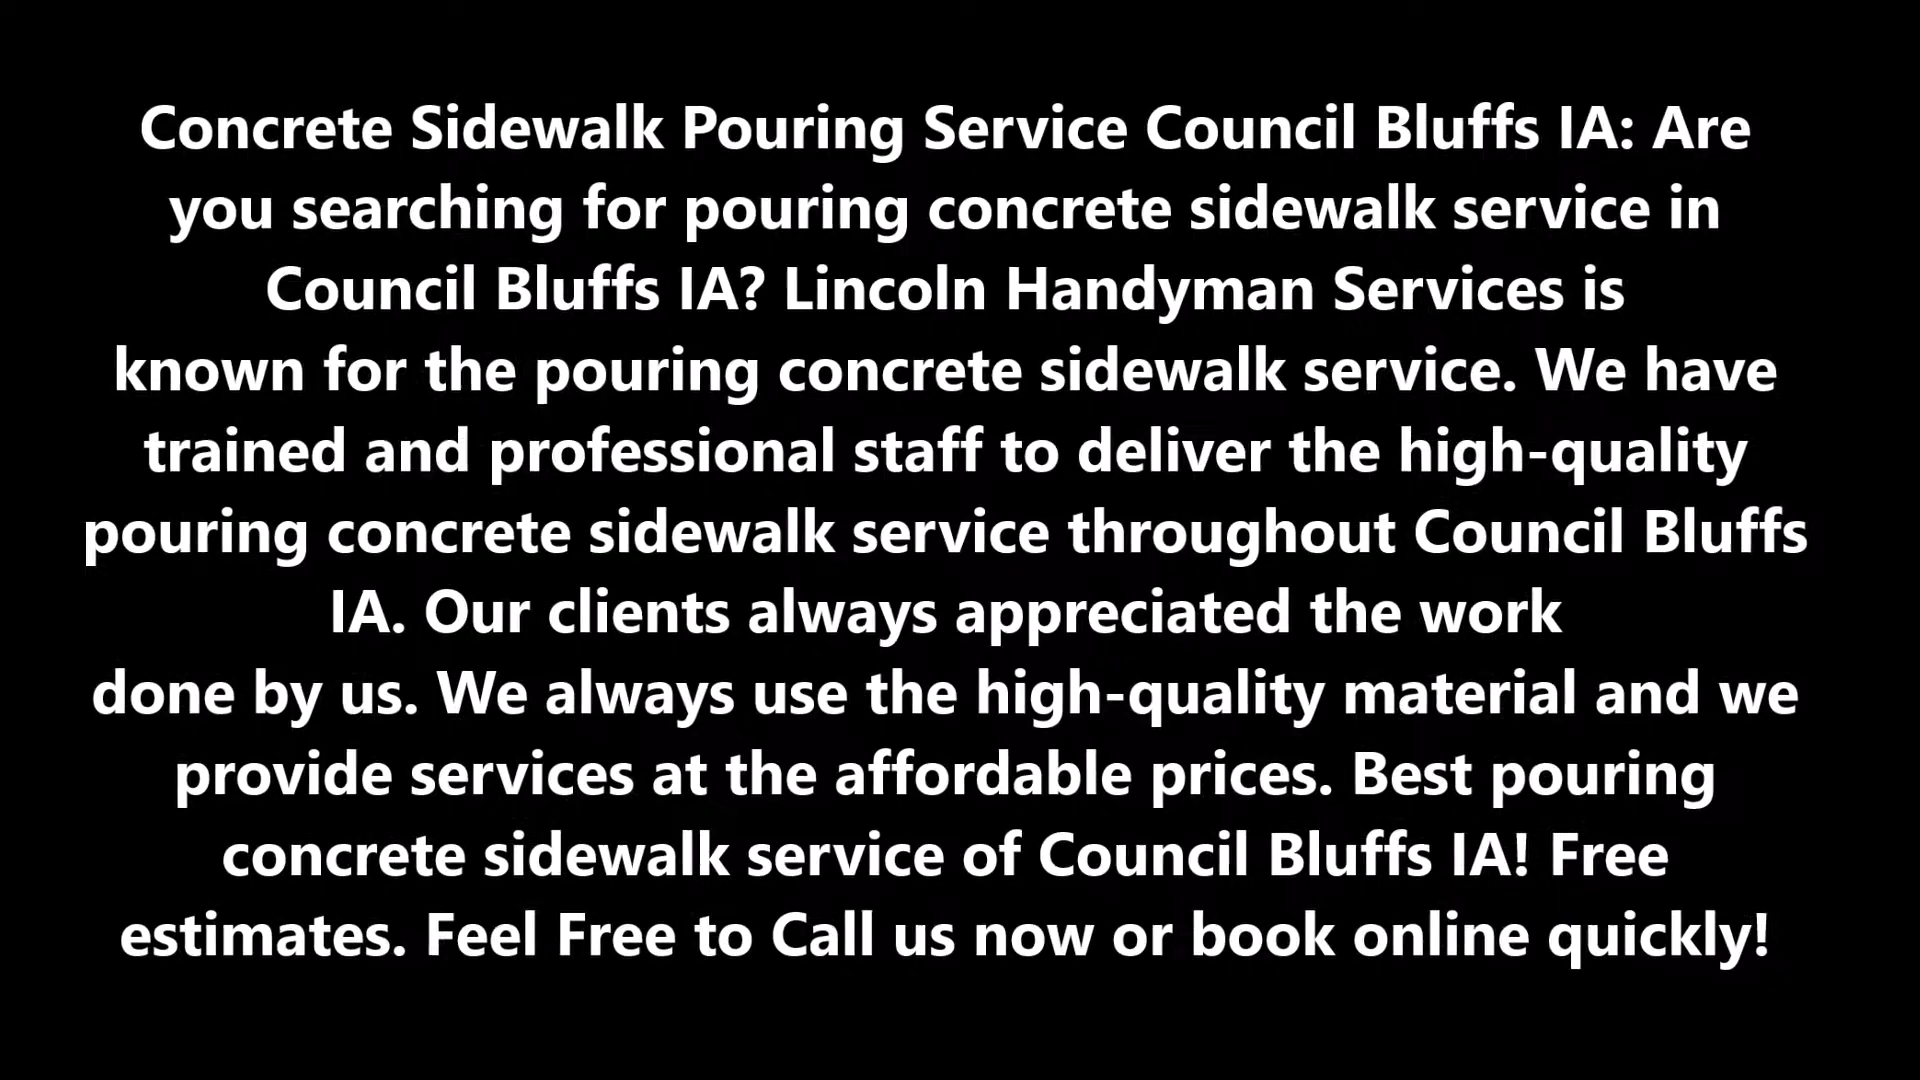 Concrete Sidewalk Pouring Service Council Bluffs IA: Are
you searching for pouring concrete sidewalk service in
Council Bluffs IA? Lincoln Handyman Services is
known for the pouring concrete sidewalk service. We have
trained and professional staff to deliver the high-quality
pouring concrete sidewalk service throughout Council Bluffs
IA. Our clients always appreciated the work
done by us. We always use the high-quality material and we
provide services at the affordable prices. Best pouring
concrete sidewalk service of Council Bluffs IA! Free
estimates. Feel Free to Call us now or book online quickly!